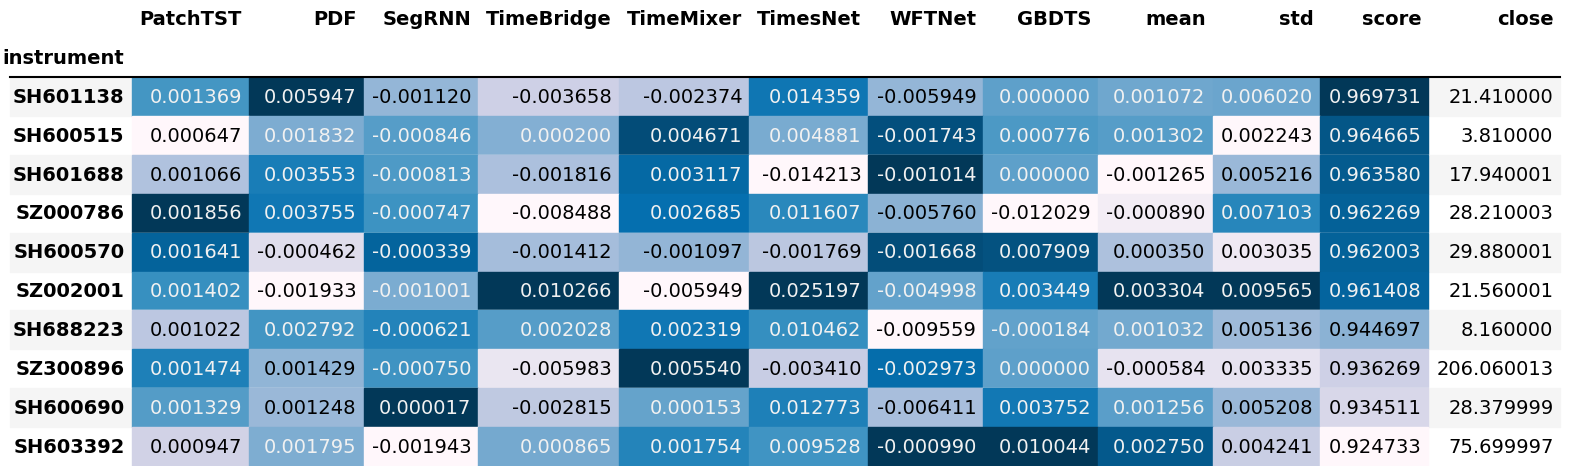 PatchTST PDF SegRNN TimeBridge TimeMixer TimesNet WFTNet GBDTS mean std score close
instrument
SH601138 0.001369 0.005947 -0.001120 -0.003658 -0.002374 0.014359 -0.005949 0.000000 0.001072 0.006020 0.969731 21.410000
SH600515 0.000647 0.001832 -0.000846 0.000200 0.004671 0.004881 -0.001743 0.000776 0.001302 0.002243 0.964665 3.810000
SH601688 0.001066 0.003553 -0.000813 -0.001816 0.003117 -0.014213 -0.001014 0.000000 -0.001265 0.005216 0.963580 17.940001
SZ000786 0.001856 0.003755 -0.000747 -0.008488 0.002685 0.011607 -0.005760 -0.012029 -0.000890 0.007103 0.962269 28.210003
SH600570 0.001641 -0.000462 -0.000339 -0.001412 -0.001097 -0.001769 -0.001668 0.007909 0.000350 0.003035 0.962003 29.880001
SZ002001 0.001402 -0.001933 -0.001001 0.010266 -0.005949 0.025197 -0.004998 0.003449 0.003304 0.009565 0.961408 21.560001
SH688223 0.001022 0.002792 -0.000621 0.002028 0.002319 0.010462 -0.009559 -0.000184 0.001032 0.005136 0.944697 8.160000
SZ300896 0.001474 0.001429 -0.000750 -0.005983 0.005540 -0.003410 -0.002973 0.000000 -0.000584 0.003335 0.936269 206.060013
SH600690 0.001329 0.001248 0.000017 -0.002815 0.000153 0.012773 -0.006411 0.003752 0.001256 0.005208 0.934511 28.379999
SH603392 0.000947 0.001795 -0.001943 0.000865 0.001754 0.009528 -0.000990 0.010044 0.002750 0.004241 0.924733 75.699997